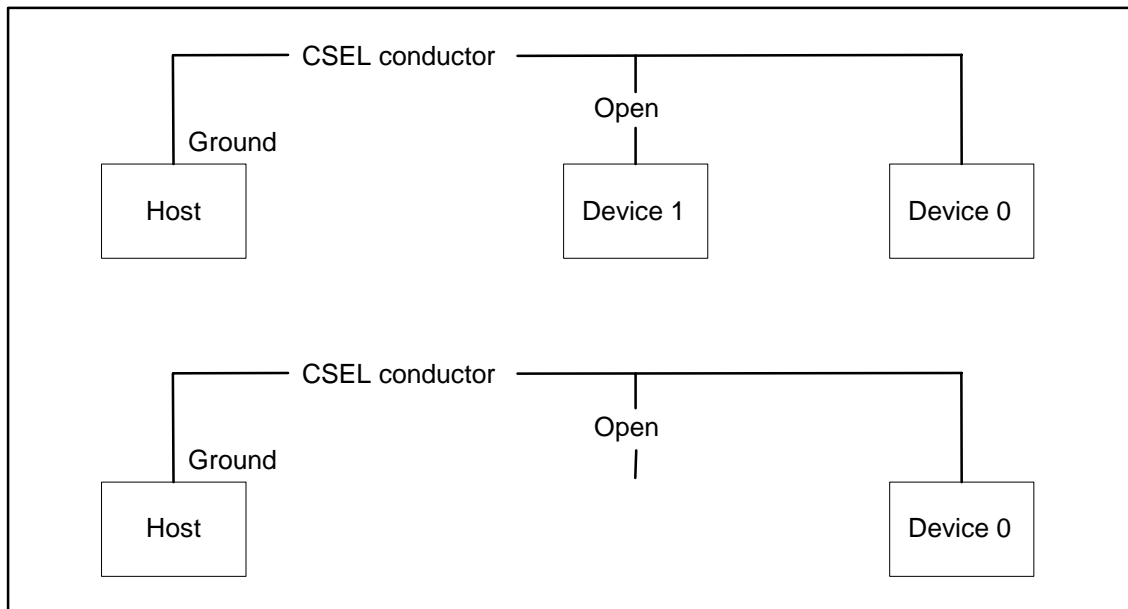 CSEL conductor
Open
Ground
Host
Device 1
Device 0
CSEL conductor
Open
Ground
Host
Device 0